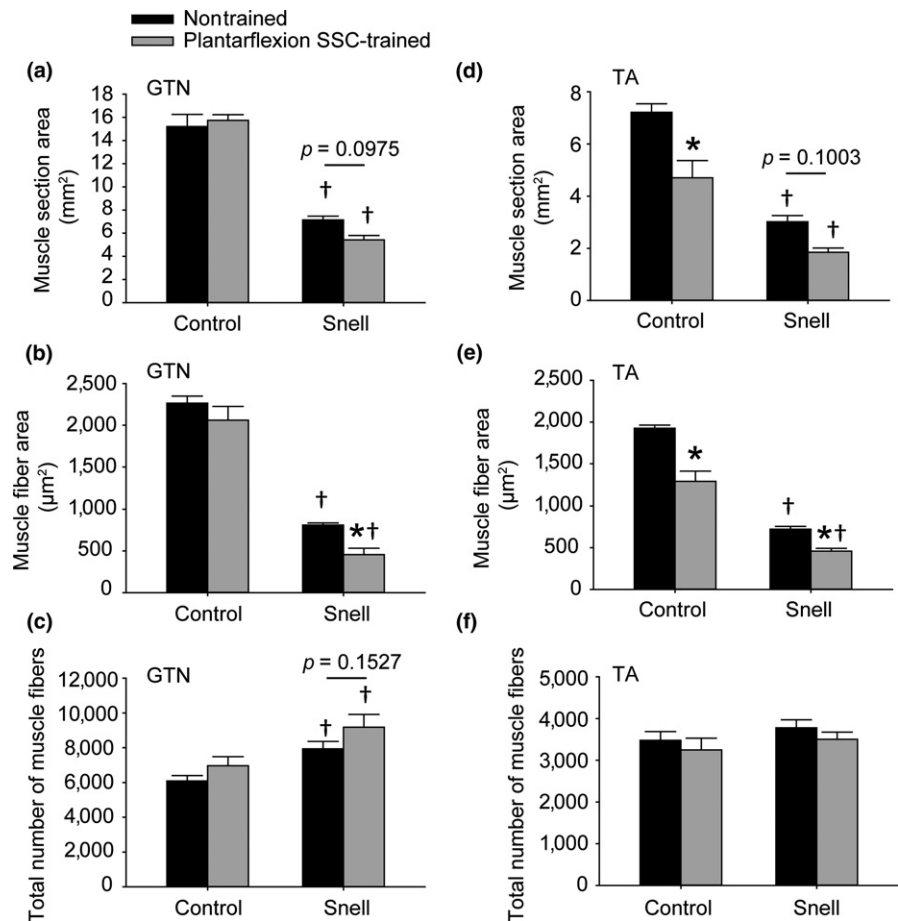 Nontrained
Plantarflexion SSC-trained
(a)
GTN
Muscle section area
(mm²)
18
16
14
12
10
8
6
4
2
0
p = 0.0975
†
†
Control
Snell
(d)
TA
Muscle section area
(mm²)
8
6
4
2
0
*
p = 0.1003
†
†
Control
Snell
(b)
GTN
Muscle fiber area
(µm²)
2,500
2,000
1,500
1,000
500
0
†
*†
Control
Snell
(e)
TA
Muscle fiber area
(µm²)
2,500
2,000
1,500
1,000
500
0
*
†
*†
Control
Snell
(c)
GTN
Total number of muscle fibers
12,000
10,000
8,000
6,000
4,000
2,000
0
p = 0.1527
†
†
Control
Snell
(f)
TA
Total number of muscle fibers
5,000
4,000
3,000
2,000
1,000
0
Control
Snell